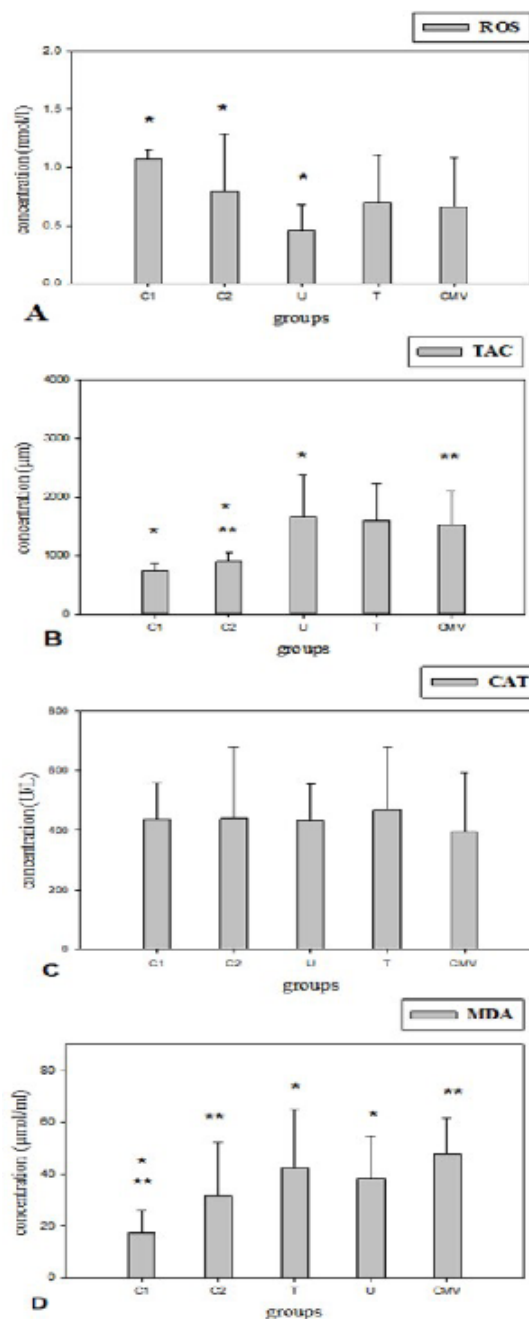 ROS
2.0
1.5
1.0
0.5
0.0
concentration (nmol/l)
* * *
C1 C2 U T CMV
groups
A
TAC
4000
3000
2000
1000
0
concentration (μm)
* * ** * **
C1 C2 U T CMV
groups
B
CAT
800
600
400
200
0
concentration (U/L)
C1 C2 U T CMV
groups
C
MDA
80
60
40
20
0
concentration (μmol/ml)
* ** ** * * **
C1 C2 T U CMV
groups
D